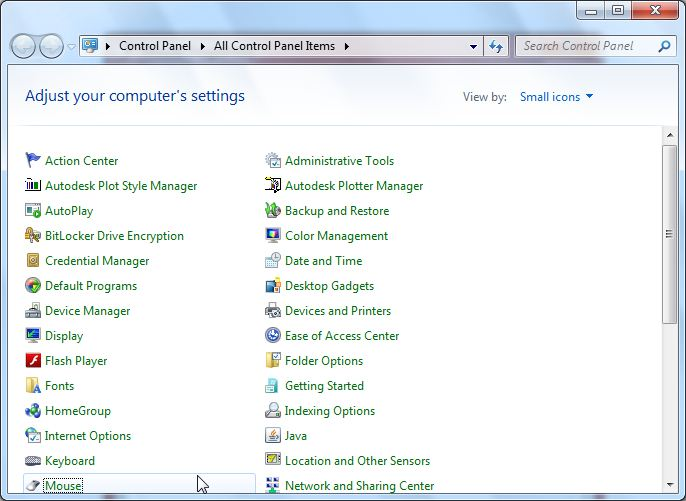 Control Panel All Control Panel Items Search Control Panel
Adjust your computer's settings View by: Small icons
Action Center Administrative Tools
Autodesk Plot Style Manager Autodesk Plotter Manager
AutoPlay Backup and Restore
BitLocker Drive Encryption Color Management
Credential Manager Date and Time
Default Programs Desktop Gadgets
Device Manager Devices and Printers
Display Ease of Access Center
Flash Player Folder Options
Fonts Getting Started
HomeGroup Indexing Options
Internet Options Java
Keyboard Location and Other Sensors
Mouse Network and Sharing Center